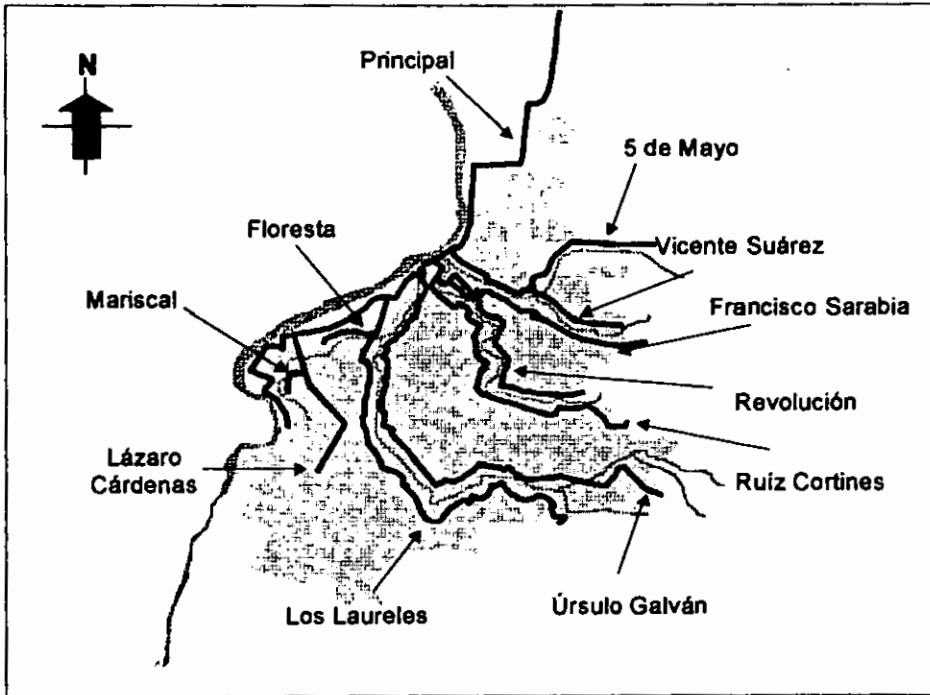 N
Principal
5 de Mayo
Floresta
Vicente Suárez
Mariscal
Francisco Sarabia
Revolución
Lázaro
Cárdenas
Ruíz Cortines
Los Laureles
Úrsulo Galván